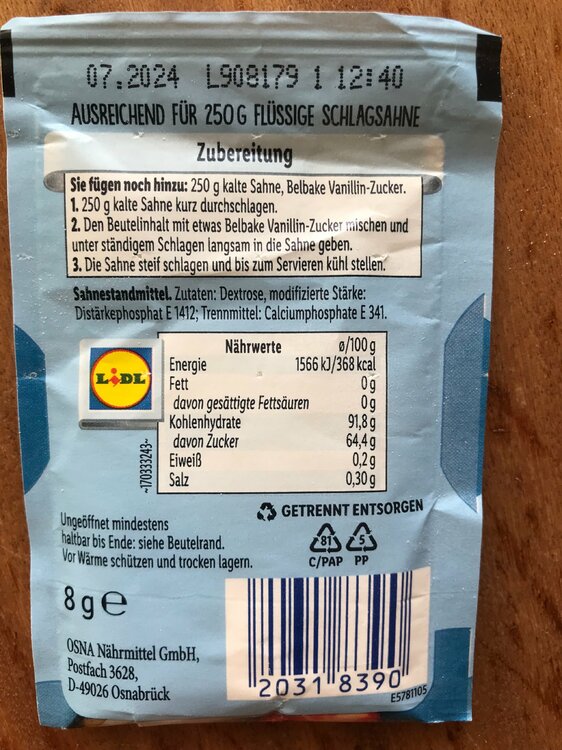 07.2024 L908179 1 12:40
AUSREICHEND FÜR 250 G FLÜSSIGE SCHLAGSAHNE
Zubereitung
Sie fügen noch hinzu: 250 g kalte Sahne, Belbake Vanillin-Zucker.
1. 250 g kalte Sahne kurz durchschlagen.
2. Den Beutelinhalt mit etwas Belbake Vanillin-Zucker mischen und
unter ständigem Schlagen langsam in die Sahne geben.
3. Die Sahne steif schlagen und bis zum Servieren kühl stellen.
Sahnestandmittel. Zutaten: Dextrose, modifizierte Stärke:
Distärkephosphat E 1412; Trennmittel: Calciumphosphate E 341.
LIDL
Nährwerte ø/100 g
Energie 1566 kJ/368 kcal
Fett 0 g
davon gesättigte Fettsäuren 0 g
Kohlenhydrate 91,8 g
davon Zucker 64,4 g
Eiweiß 0,2 g
Salz 0,30 g
~170333243~
GETRENNT ENTSORGEN
81 5
C/PAP PP
Ungeöffnet mindestens
haltbar bis Ende: siehe Beutelrand.
Vor Wärme schützen und trocken lagern.
8 g e
OSNA Nährmittel GmbH,
Postfach 3628,
D-49026 Osnabrück
2031 8390
E5781105